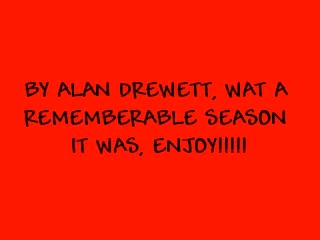 BY ALAN DREWETT, WAT A
REMEMBERABLE SEASON
IT WAS, ENJOY!!!!!